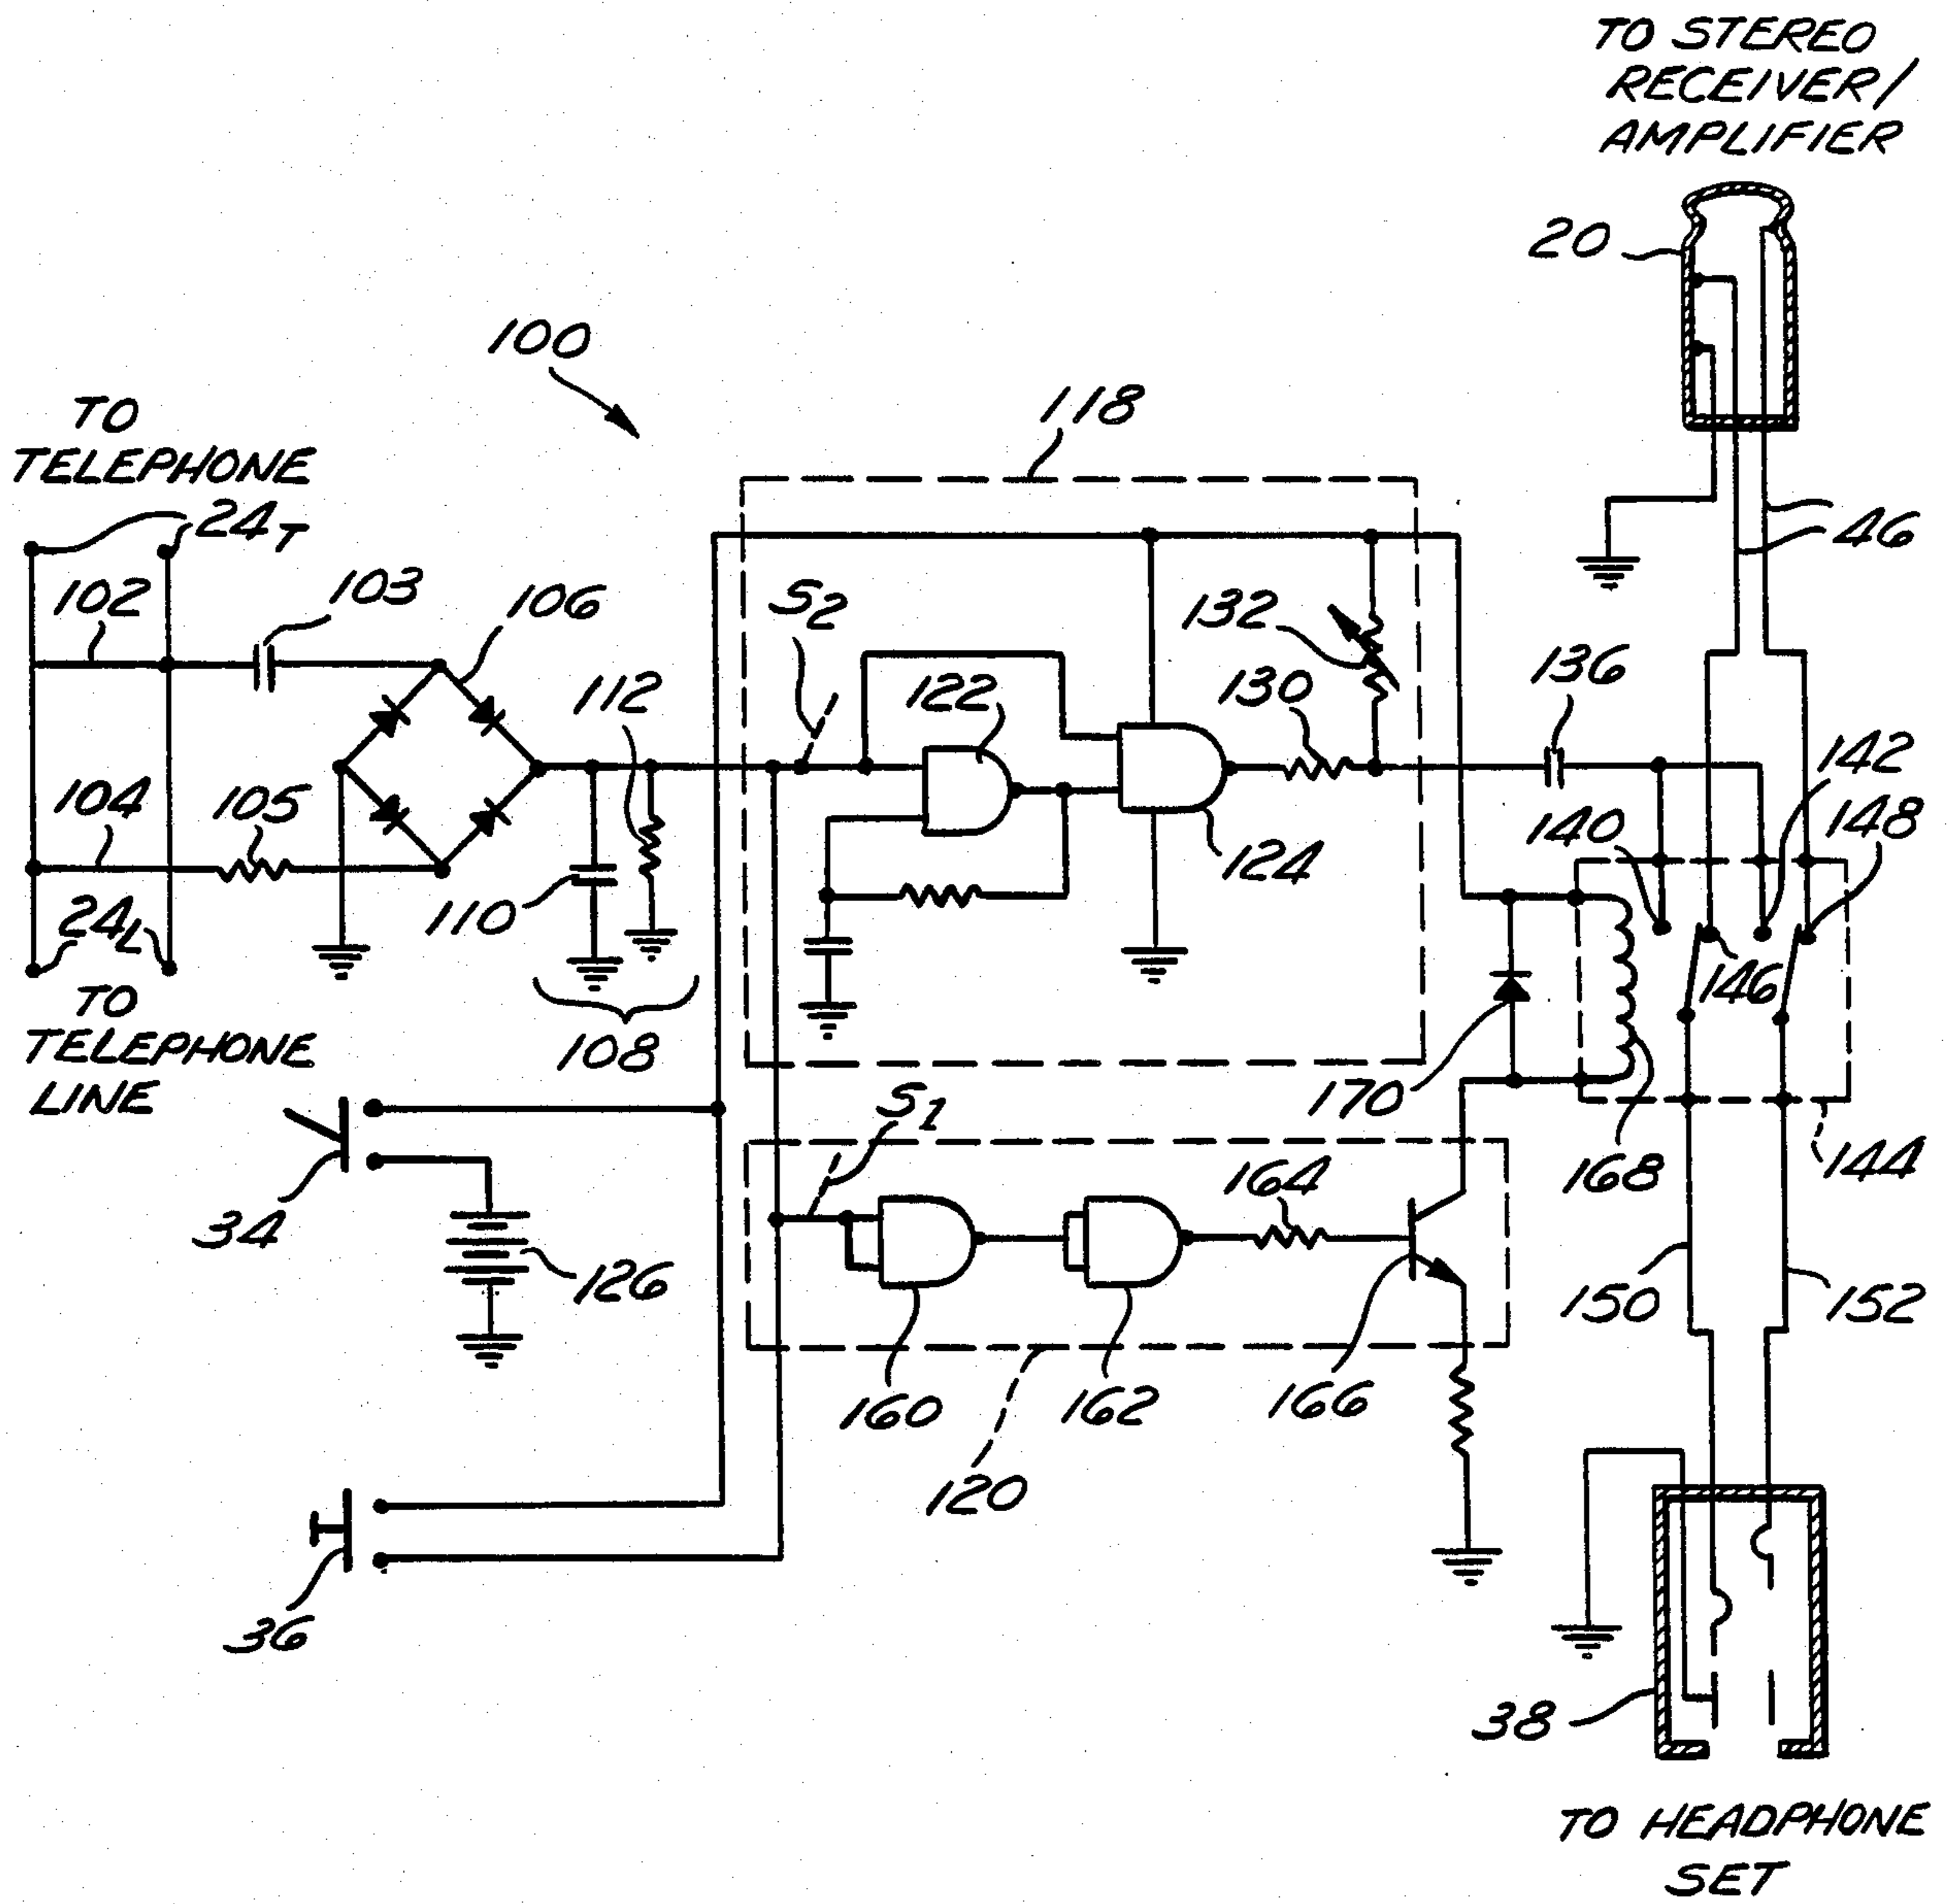 TO STEREO
RECEIVER/
AMPLIFIER
20
100
118
TO
TELEPHONE
24T
46
102
103
106
S2
132
136
112
122
130
142
104
105
140
148
110
124
24L
146
TO
TELEPHONE
LINE
108
170
S1
168
144
34
164
126
150
152
160
162
166
120
36
38
TO HEADPHONE
SET